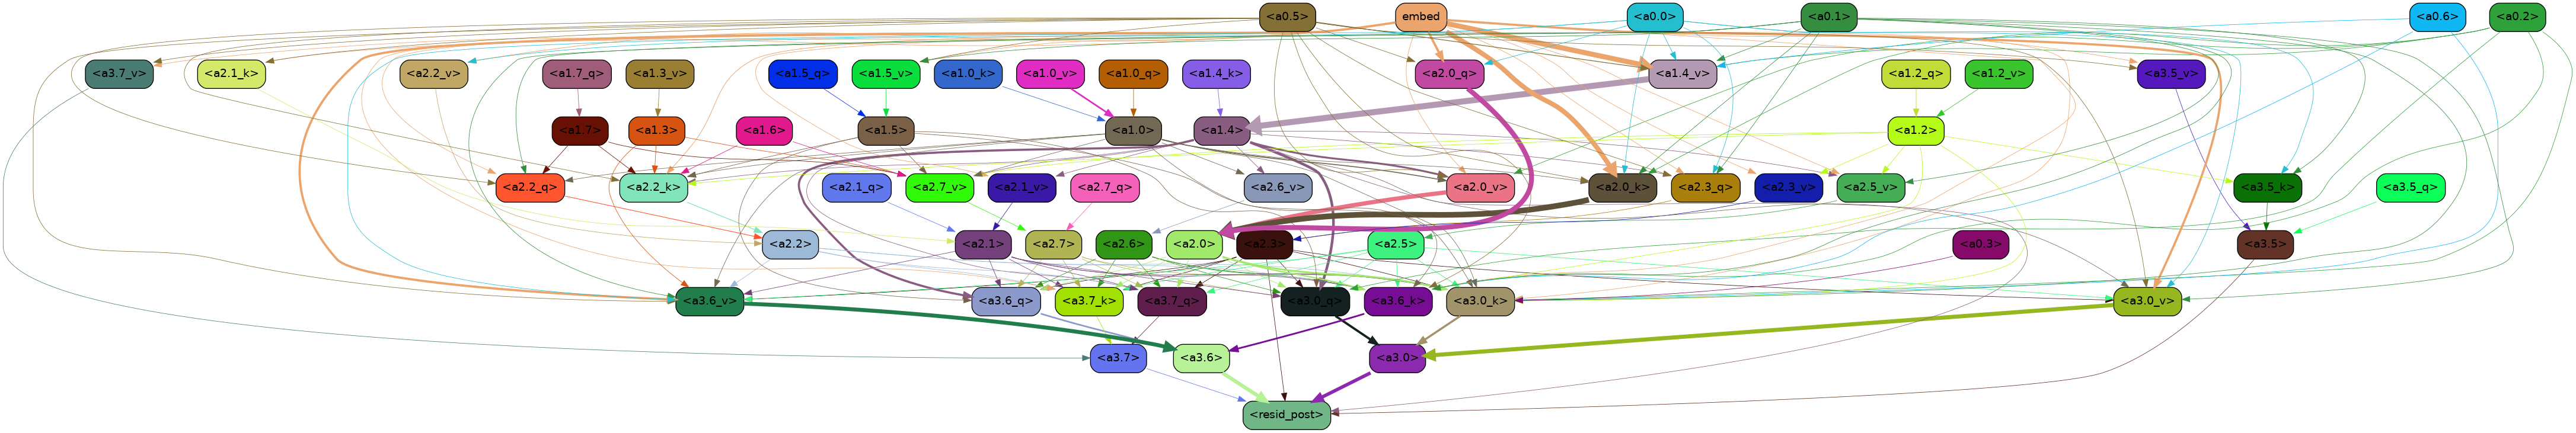 <a0.5> embed <a0.0> <a0.1> <a0.6> <a0.2>
<a3.7_v> <a2.1_k> <a2.2_v> <a1.7_q> <a1.3_v> <a1.5_q> <a1.5_v> <a1.0_k> <a1.0_v> <a1.0_q> <a1.4_k> <a2.0_q> <a1.4_v> <a1.2_q> <a1.2_v> <a3.5_v>
<a1.7> <a1.3> <a1.6> <a1.5> <a1.0> <a1.4> <a1.2>
<a2.2_q> <a2.2_k> <a2.1_q> <a2.7_v> <a2.1_v> <a2.7_q> <a2.6_v> <a2.0_v> <a2.0_k> <a2.3_q> <a2.3_v> <a2.5_v> <a3.5_k> <a3.5_q>
<a2.2> <a2.1> <a2.7> <a2.6> <a2.0> <a2.3> <a2.5> <a0.3> <a3.5>
<a3.6_v> <a3.6_q> <a3.7_k> <a3.7_q> <a3.0_q> <a3.6_k> <a3.0_k> <a3.0_v>
<a3.7> <a3.6> <a3.0>
<resid_post>